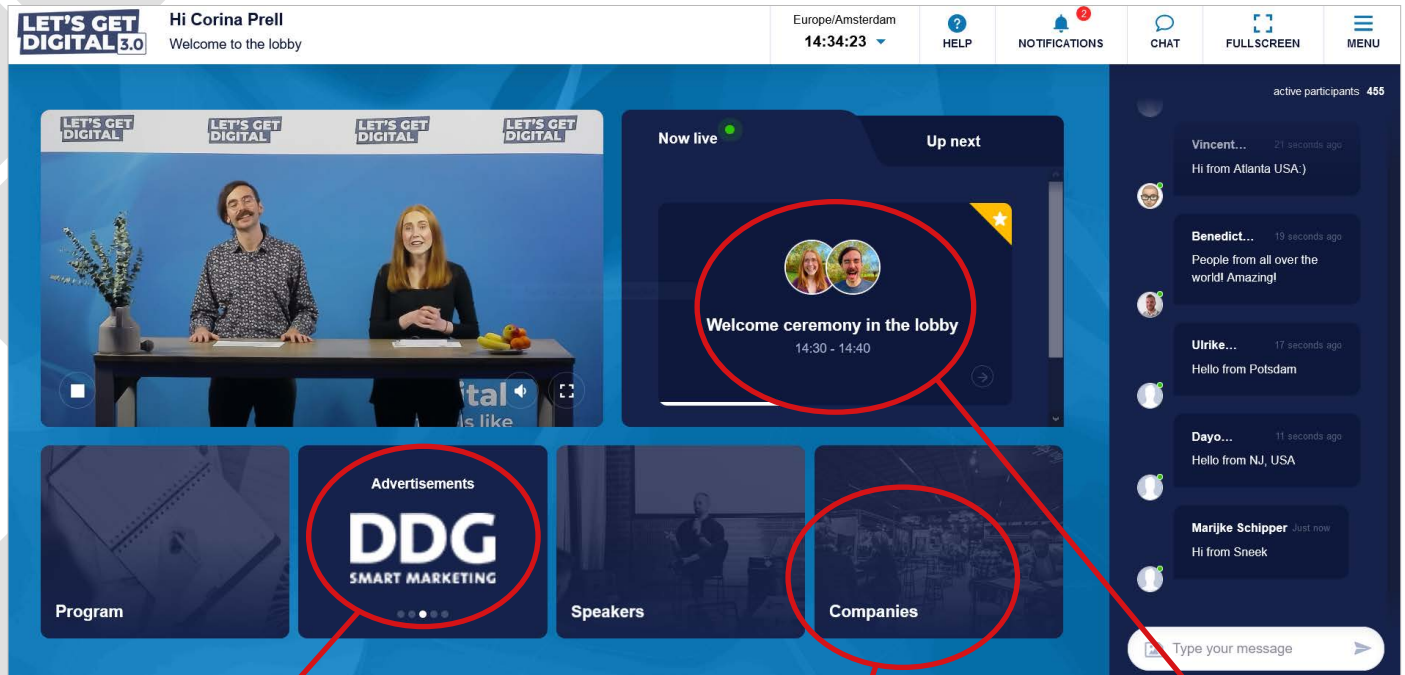 LET'S GET
DIGITAL 3.0
Hi Corina Prell
Welcome to the lobby
Europe/Amsterdam
14:34:23
HELP
2
NOTIFICATIONS
CHAT
FULLSCREEN
MENU
LET'S GET
DIGITAL
LET'S GET
DIGITAL
LET'S GET
DIGITAL
LET'S GET
DIGITAL
ital
is like
Now live
Up next
Welcome ceremony in the lobby
14:30 - 14:40
Program
Advertisements
DDG
SMART MARKETING
Speakers
Companies
active participants 455
Vincent... 21 seconds ago
Hi from Atlanta USA:)
Benedict... 19 seconds ago
People from all over the
world! Amazing!
Ulrike... 17 seconds ago
Hello from Potsdam
Dayo... 11 seconds ago
Hello from NJ, USA
Marijke Schipper Just now
Hi from Sneek
Type your message